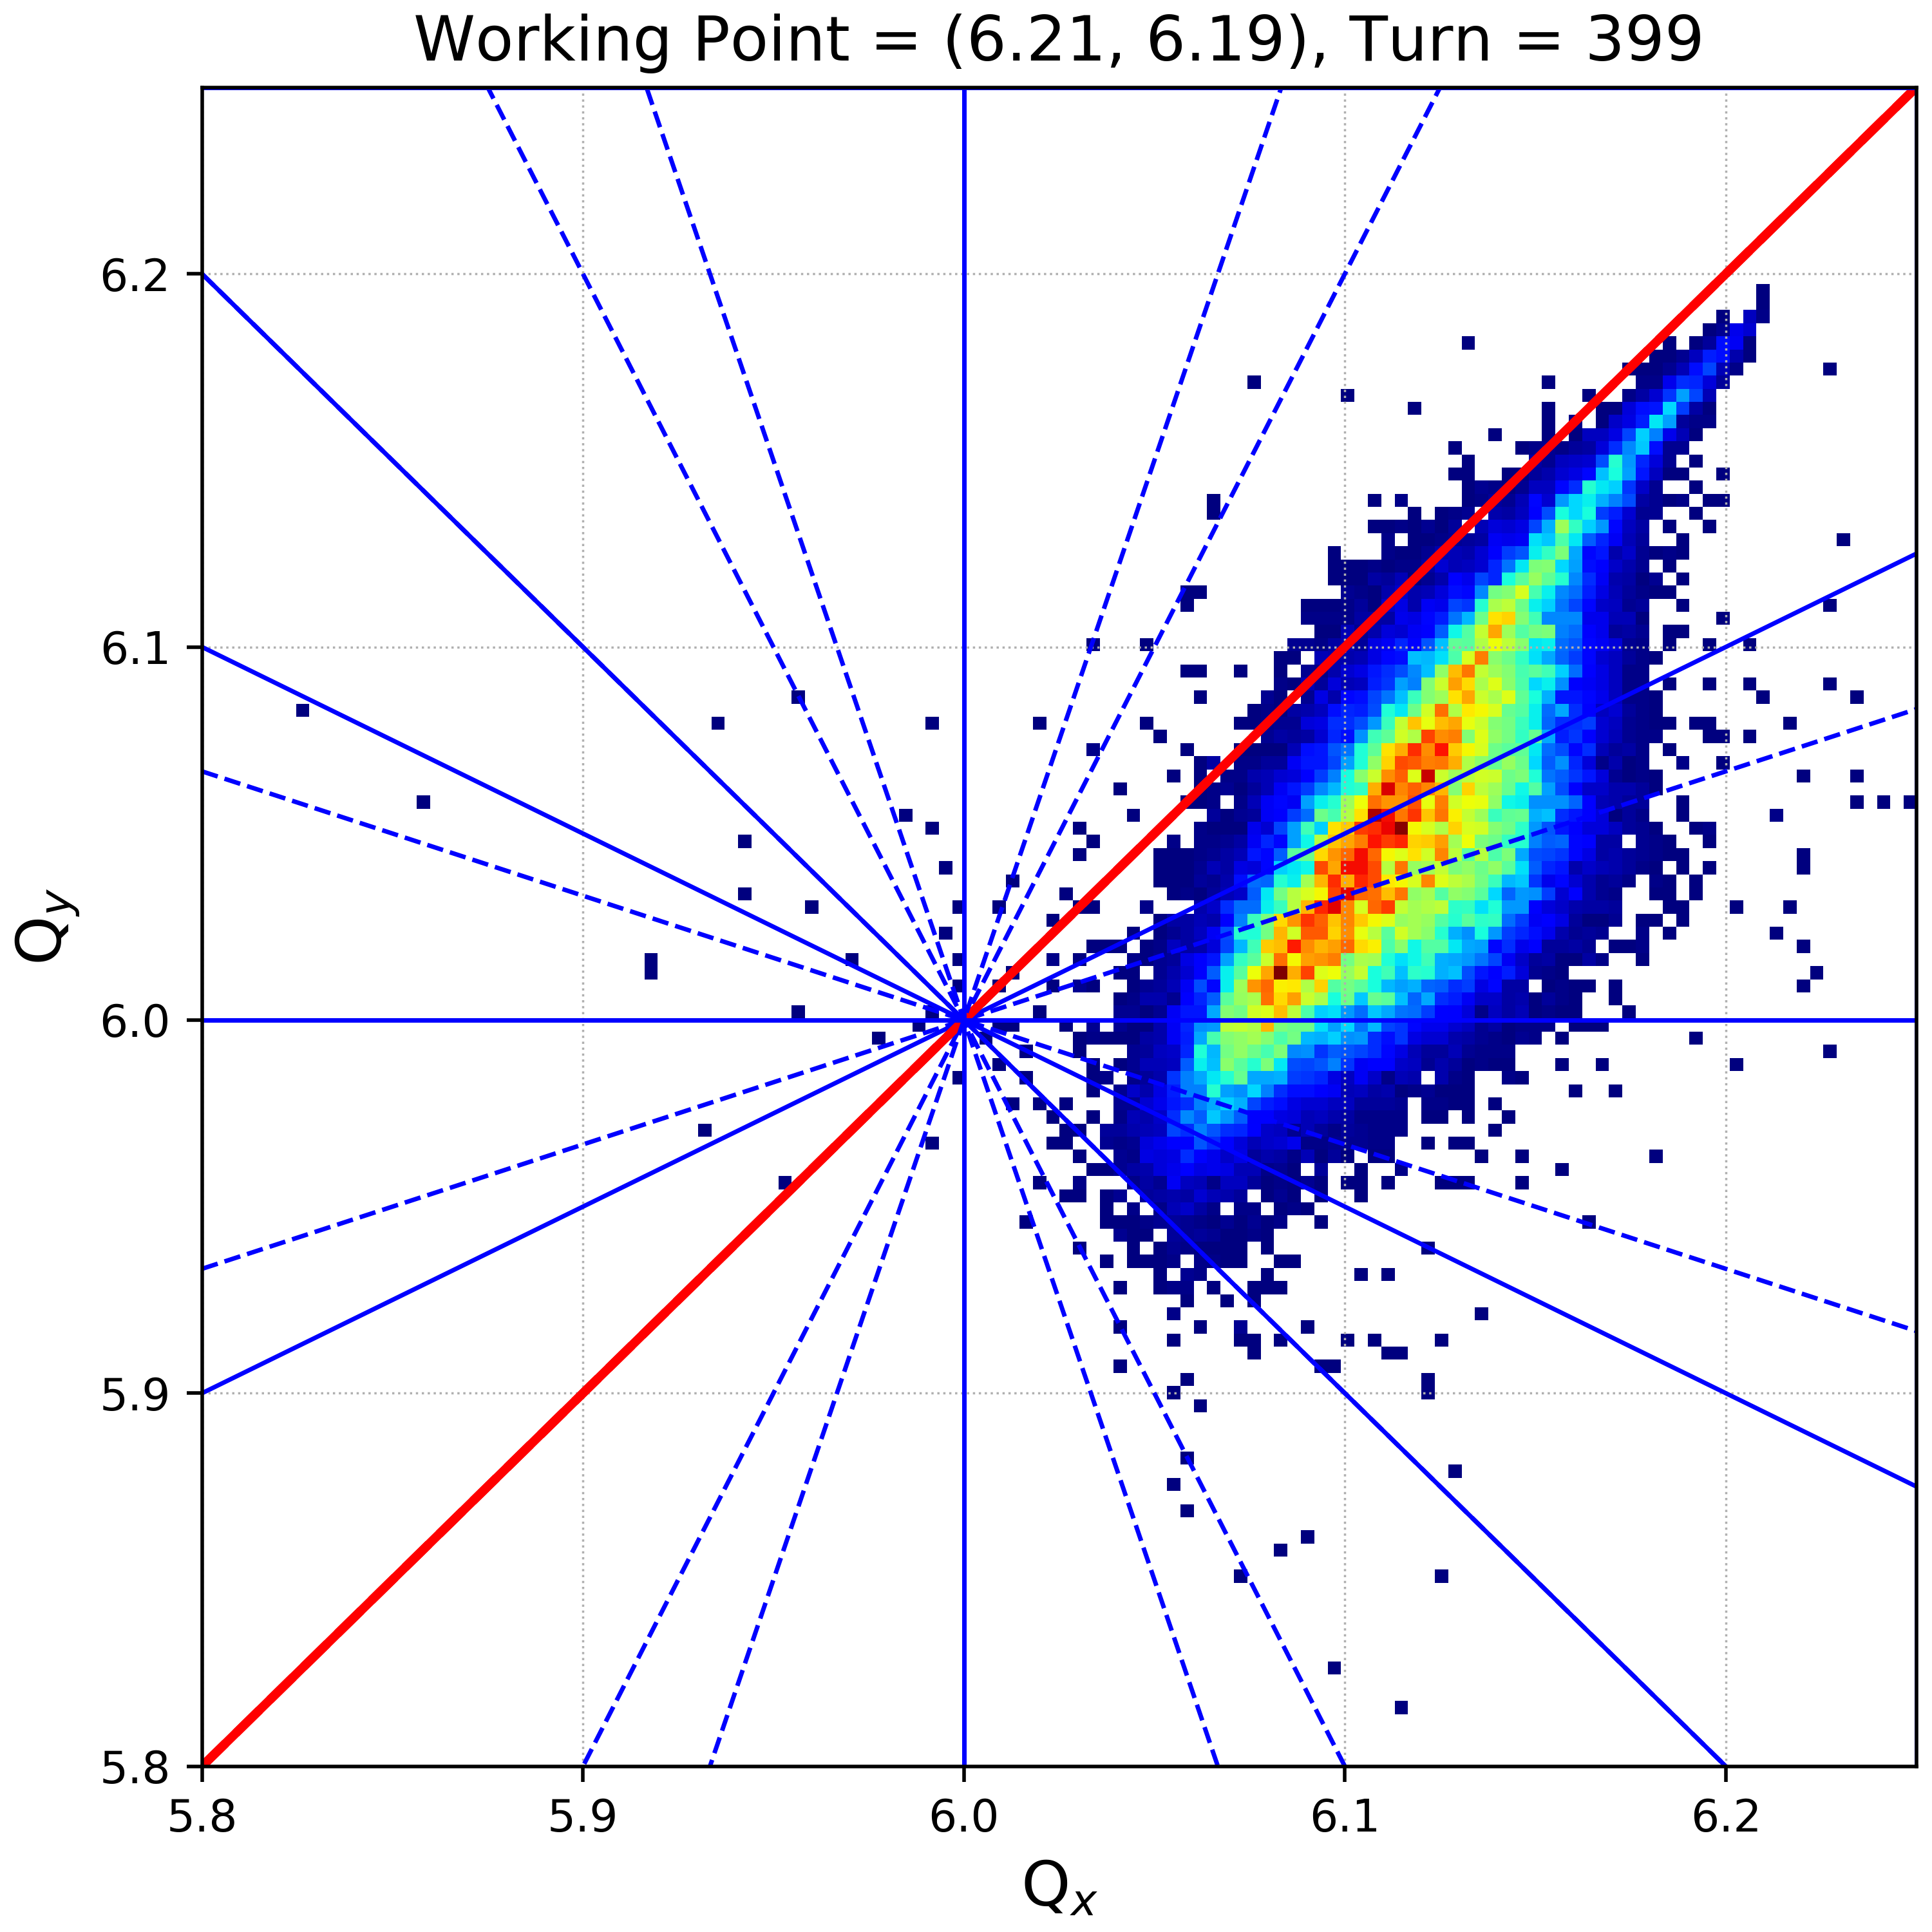 Working Point = (6.21, 6.19), Turn = 399
6.2
6.1
6.0
5.9
5.8
Qy
5.8 5.9 6.0 6.1 6.2
Qx